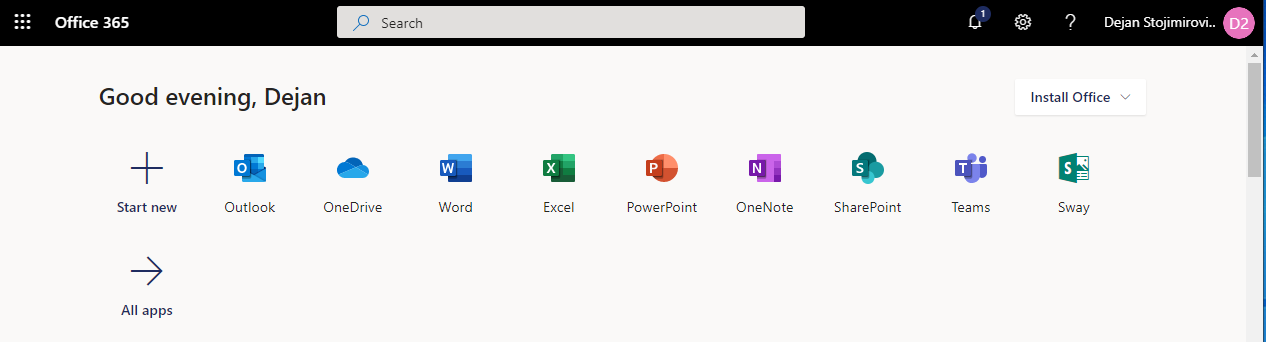 Office 365
Search
1
Dejan Stojimirovi..
D2
Good evening, Dejan
Install Office
Start new
Outlook
OneDrive
Word
Excel
PowerPoint
OneNote
SharePoint
Teams
Sway
All apps